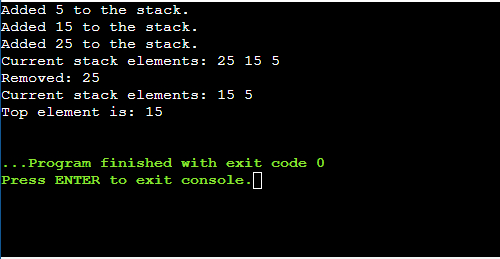 Added 5 to the stack.
Added 15 to the stack.
Added 25 to the stack.
Current stack elements: 25 15 5
Removed: 25
Current stack elements: 15 5
Top element is: 15
...Program finished with exit code 0
Press ENTER to exit console.